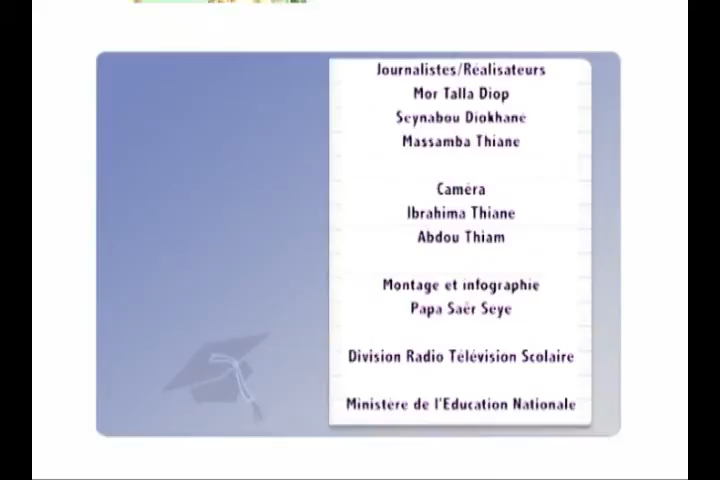 Journalistes/Réalisateurs
Mor Talla Diop
Seynabou Diokhané
Massamba Thiane
Caméra
Ibrahima Thiane
Abdou Thiam
Montage et infographie
Papa Saër Seye
Division Radio Télévision Scolaire
Ministère de l'Education Nationale